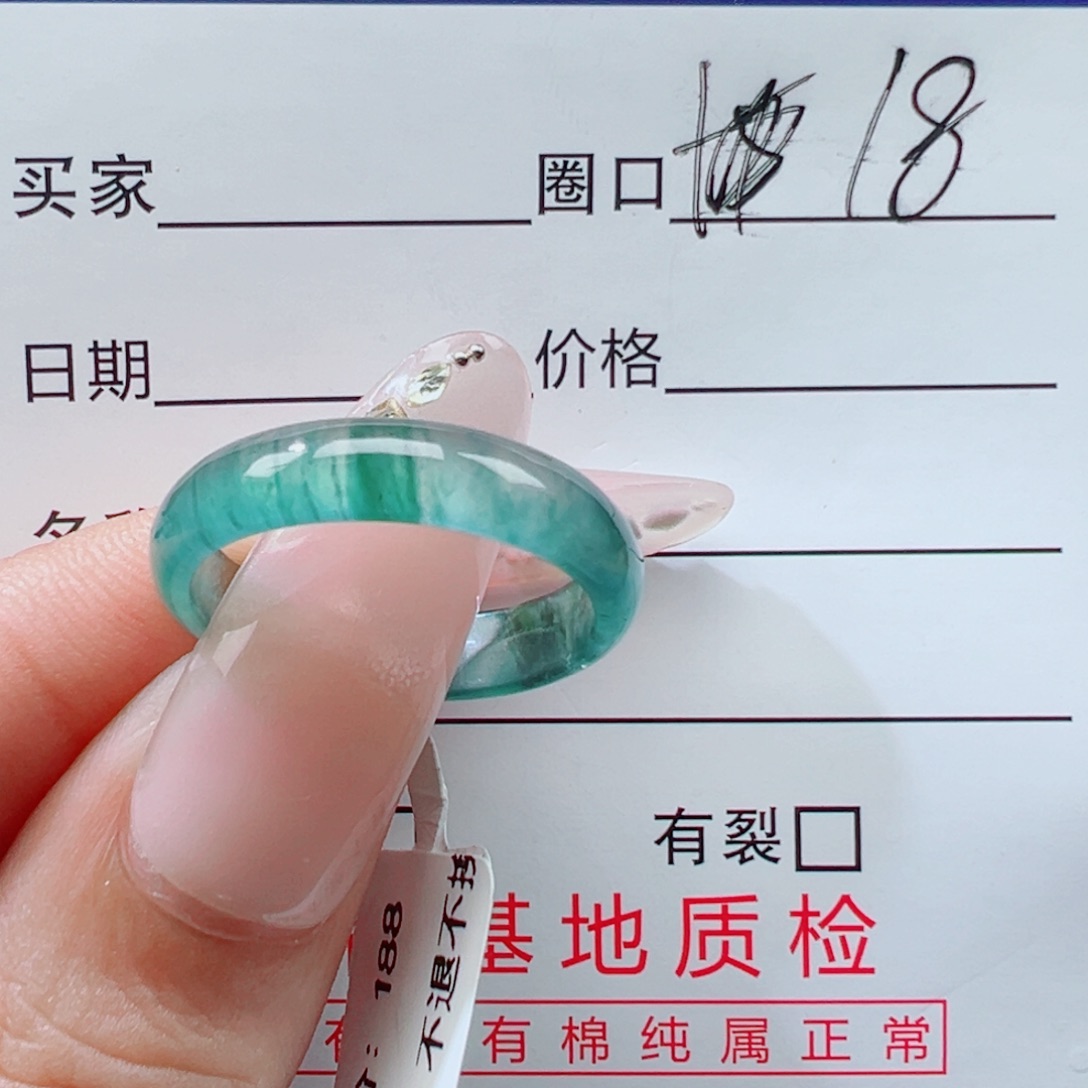 买家 圈口 18
日期 价格
有裂
基地质检
有棉纯属正常
188
不退不